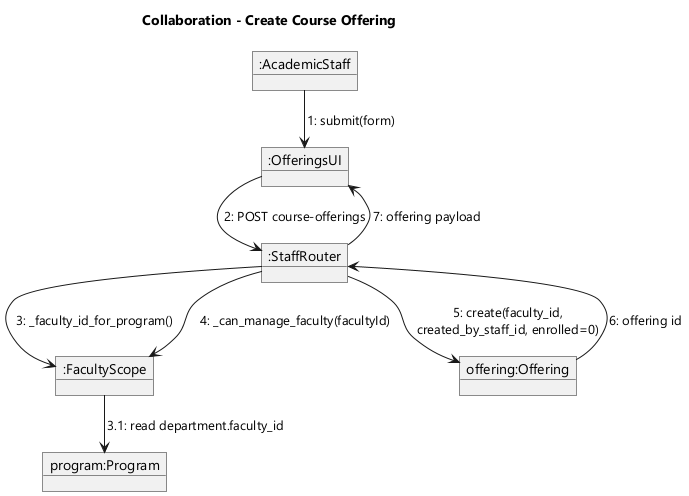 Collaboration - Create Course Offering
:AcademicStaff
1: submit(form)
:OfferingsUI
2: POST course-offerings
7: offering payload
:StaffRouter
3: _faculty_id_for_program()
4: _can_manage_faculty(facultyId)
5: create(faculty_id,
created_by_staff_id, enrolled=0)
6: offering id
:FacultyScope
offering:Offering
3.1: read department.faculty_id
program:Program